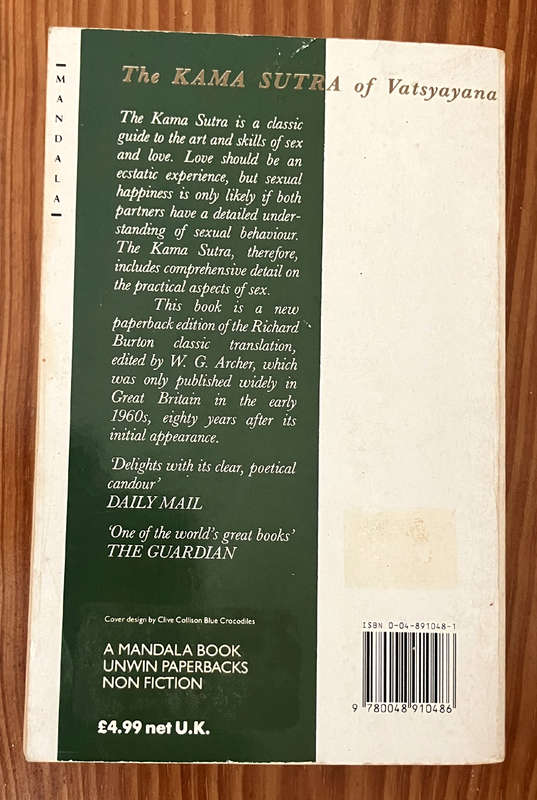 MANDALA
The KAMA SUTRA of Vatsyayana
The Kama Sutra is a classic
guide to the art and skills of sex
and love. Love should be an
ecstatic experience, but sexual
happiness is only likely if both
partners have a detailed under-
standing of sexual behaviour.
The Kama Sutra, therefore,
includes comprehensive detail on
the practical aspects of sex.
This book is a new
paperback edition of the Richard
Burton classic translation,
edited by W. G. Archer, which
was only published widely in
Great Britain in the early
1960s, eighty years after its
initial appearance.
'Delights with its clear, poetical
candour'
DAILY MAIL
'One of the world's great books'
THE GUARDIAN
Cover design by Clive Collison Blue Crocodiles
A MANDALA BOOK
UNWIN PAPERBACKS
NON FICTION
£4.99 net U.K.
ISBN 0-04-891048-1
9 780048 910486